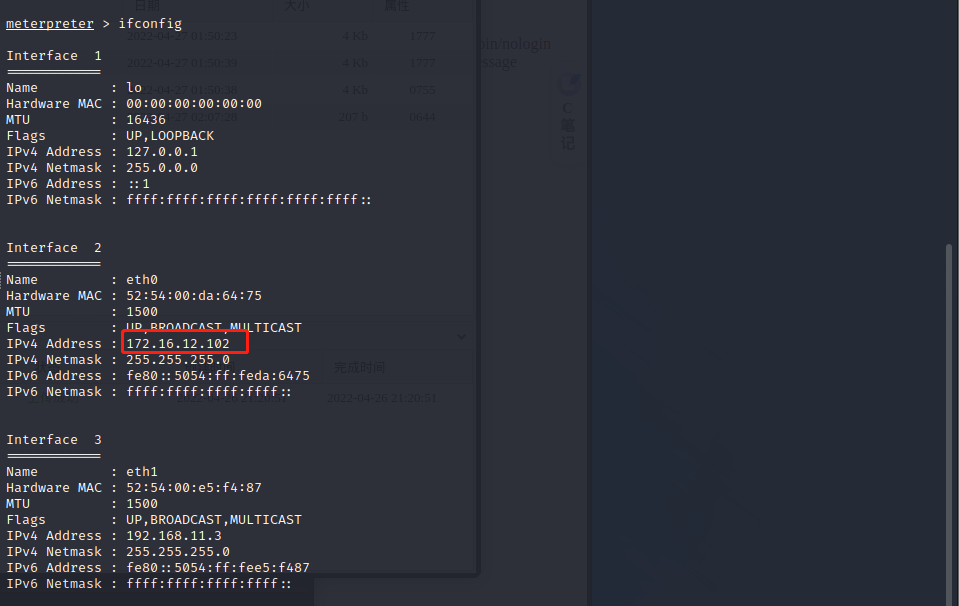 日期 大小 属性
meterpreter > ifconfig
2022-04-27 01:50:23 4 Kb 1777
bin/nologin
Interface 1
2022-04-27 01:50:29 4 Kb 1777
essage
============
Name : lo
2022-04-27 01:50:38 4 Kb 0755
Hardware MAC : 00:00:00:00:00:00
C
MTU : 16436
02:07:28 207 b 0644
笔
Flags : UP,LOOPBACK
记
IPv4 Address : 127.0.0.1
IPv4 Netmask : 255.0.0.0
IPv6 Address : ::1
IPv6 Netmask : ffff:ffff:ffff:ffff:ffff:ffff::
Interface 2
============
Name : eth0
Hardware MAC : 52:54:00:da:64:75
MTU : 1500
Flags : UP,BROADCAST,MULTICAST
IPv4 Address : 172.16.12.102
IPv4 Netmask : 255.255.255.0
完成时间
IPv6 Address : fe80::5054:ff:feda:6475
IPv6 Netmask : ffff:ffff:ffff:ffff::
2022-04-26 21:20:51
Interface 3
============
Name : eth1
Hardware MAC : 52:54:00:e5:f4:87
MTU : 1500
Flags : UP,BROADCAST,MULTICAST
IPv4 Address : 192.168.11.3
IPv4 Netmask : 255.255.255.0
IPv6 Address : fe80::5054:ff:fee5:f487
IPv6 Netmask : ffff:ffff:ffff:ffff::